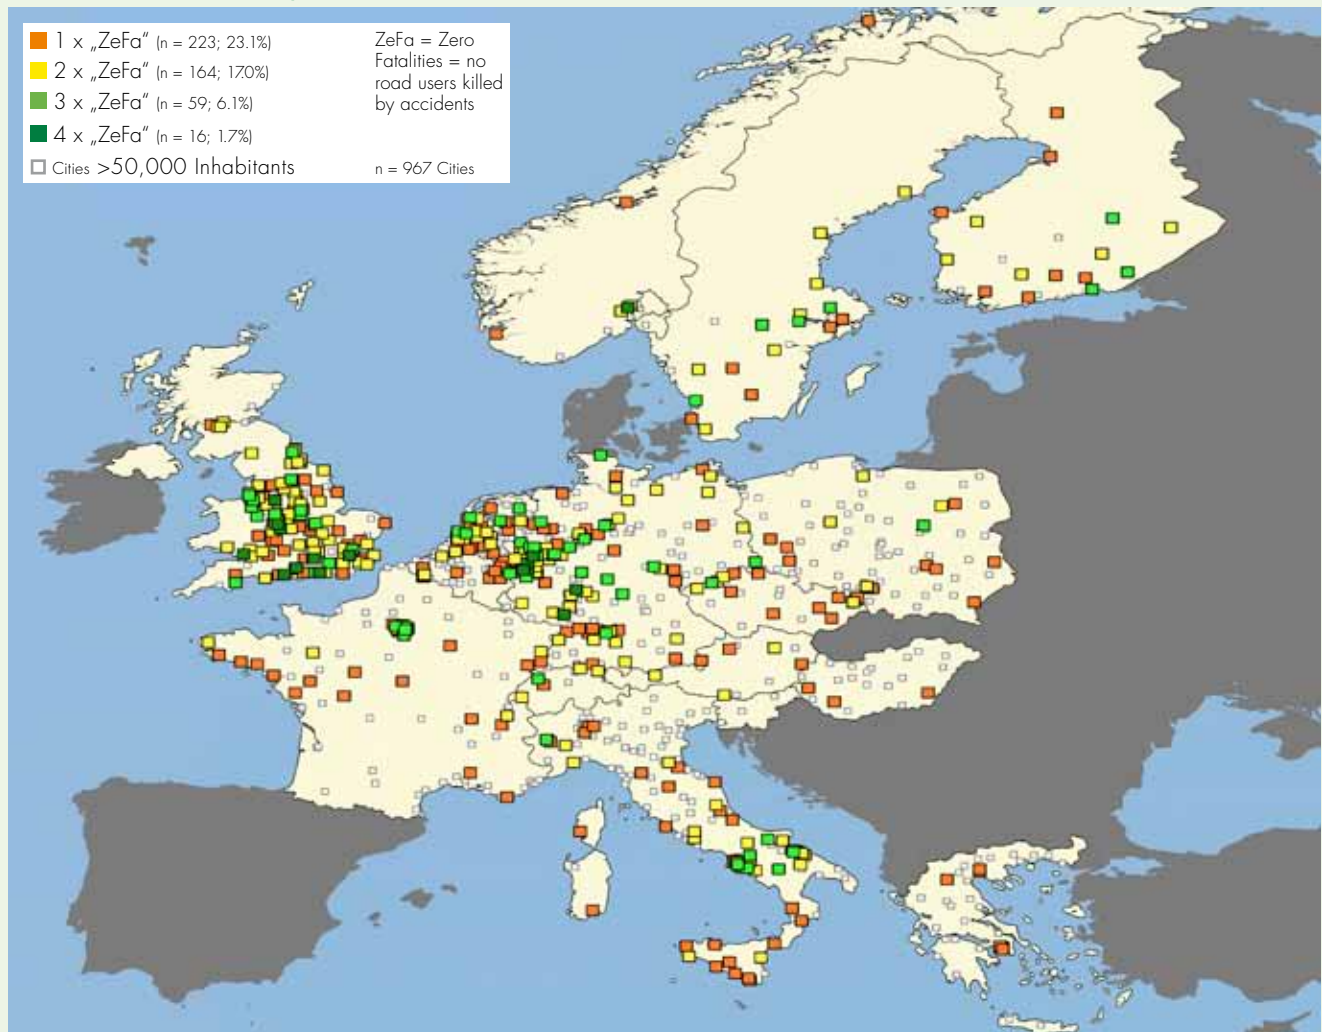 1 x „ZeFa“ (n = 223; 23.1%)
2 x „ZeFa“ (n = 164; 17.0%)
3 x „ZeFa“ (n = 59; 6.1%)
4 x „ZeFa“ (n = 16; 1.7%)
Cities >50,000 Inhabitants
ZeFa = Zero
Fatalities = no
road users killed
by accidents
n = 967 Cities